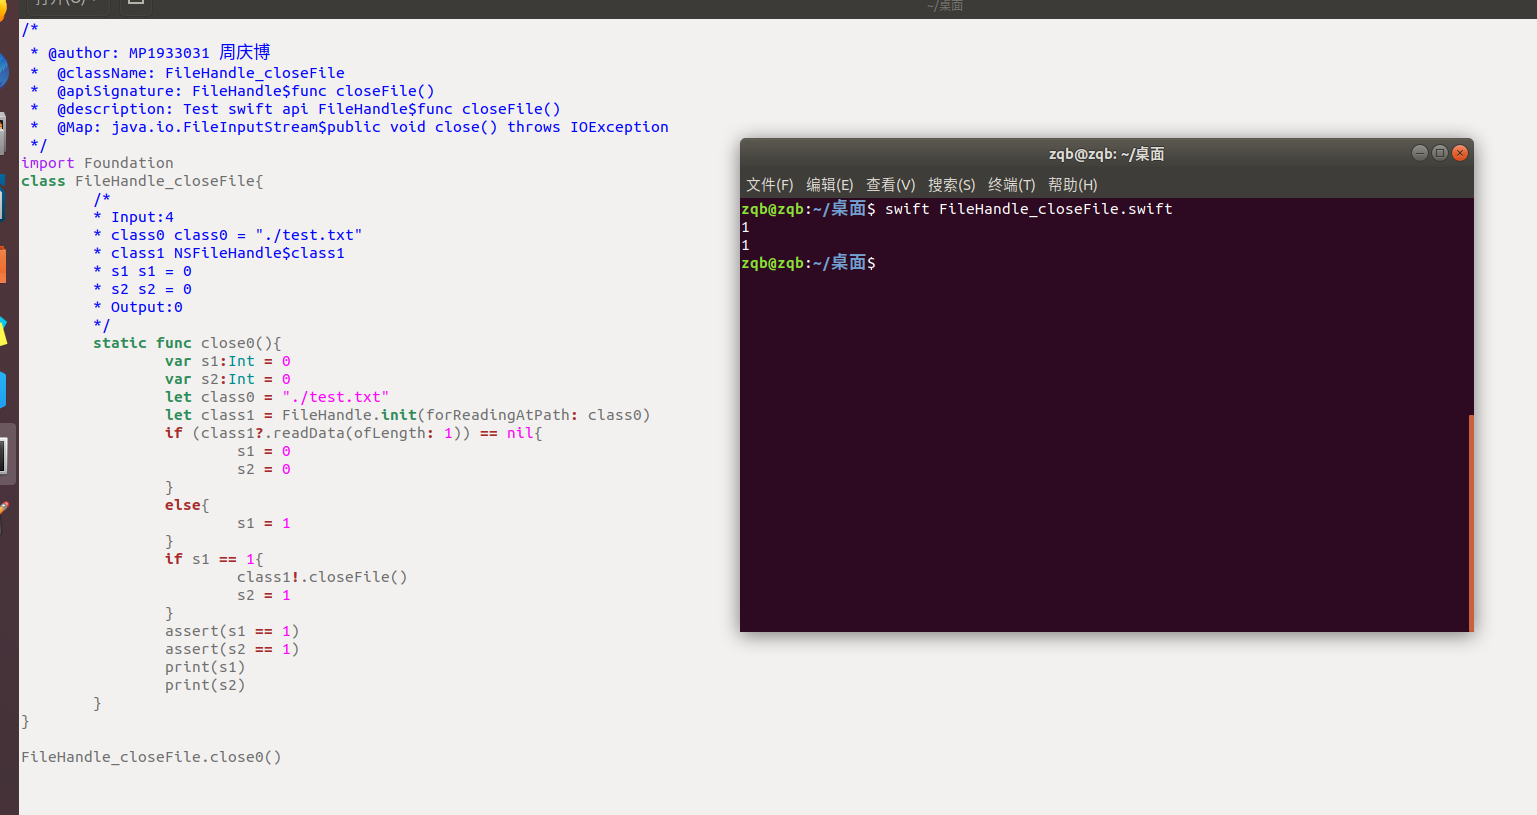 ~/桌面
/*
 * @author: MP1933031 周庆博
 *  @className: FileHandle_closeFile
 *  @apiSignature: FileHandle$func closeFile()
 *  @description: Test swift api FileHandle$func closeFile()
 *  @Map: java.io.FileInputStream$public void close() throws IOException
 */
import Foundation
class FileHandle_closeFile{
        /*
        * Input:4
        * class0 class0 = "./test.txt"
        * class1 NSFileHandle$class1
        * s1 s1 = 0
        * s2 s2 = 0
        * Output:0
        */
        static func close0(){
                var s1:Int = 0
                var s2:Int = 0
                let class0 = "./test.txt"
                let class1 = FileHandle.init(forReadingAtPath: class0)
                if (class1?.readData(ofLength: 1)) == nil{
                        s1 = 0
                        s2 = 0
                }
                else{
                        s1 = 1
                }
                if s1 == 1{
                        class1!.closeFile()
                        s2 = 1
                }
                assert(s1 == 1)
                assert(s2 == 1)
                print(s1)
                print(s2)
        }
}
FileHandle_closeFile.close0()
zqb@zqb: ~/桌面
文件(F) 编辑(E) 查看(V) 搜索(S) 终端(T) 帮助(H)
zqb@zqb:~/桌面$ swift FileHandle_closeFile.swift
1
1
zqb@zqb:~/桌面$